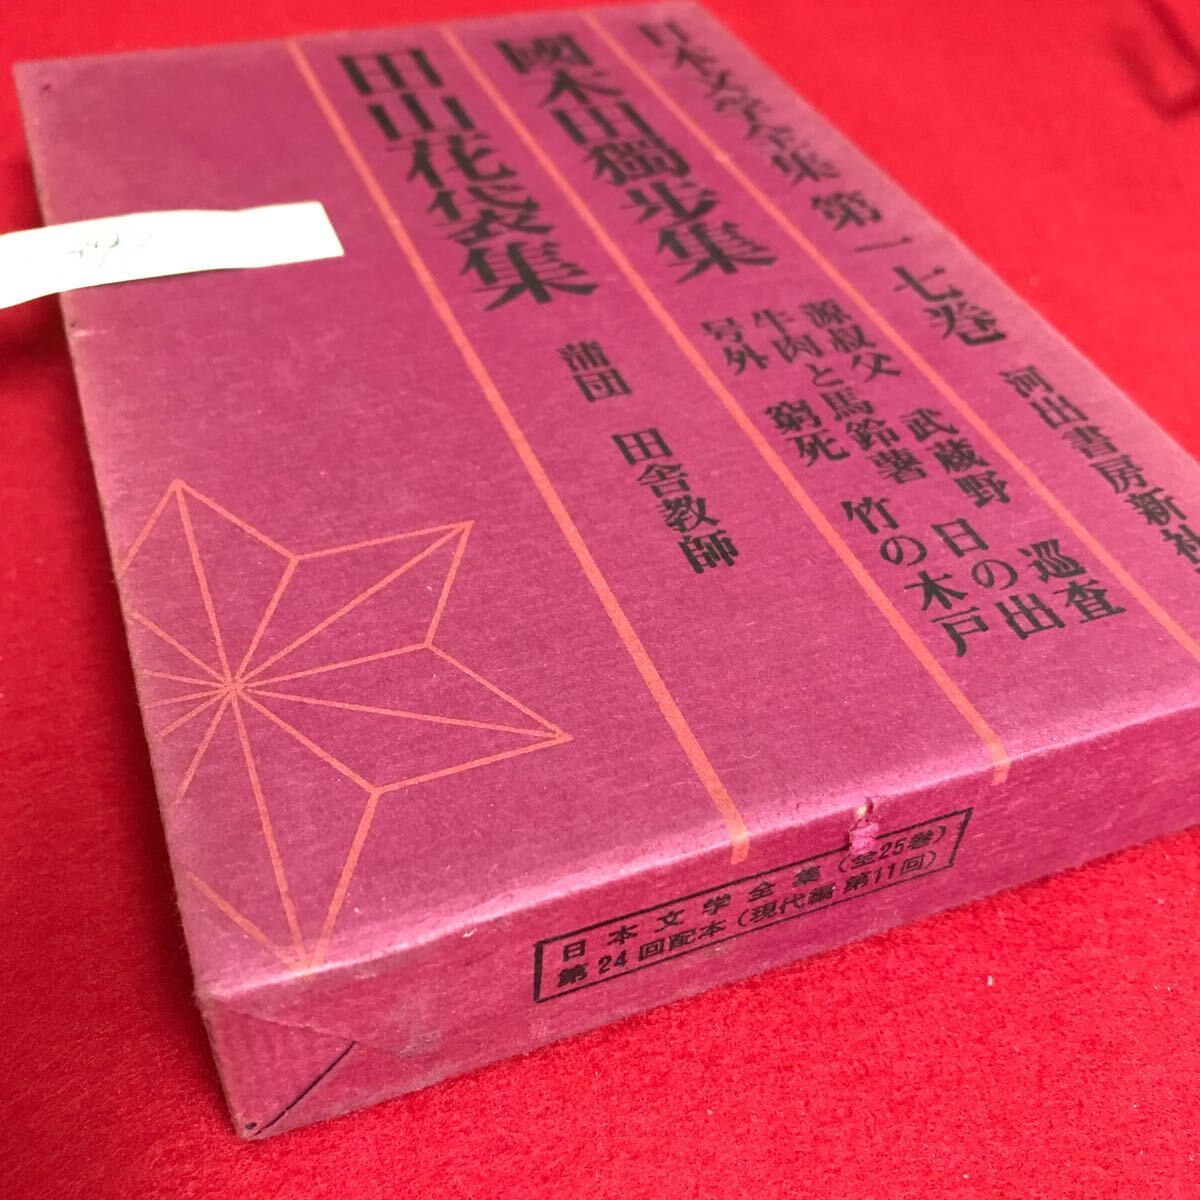 日本文学全集 第一七巻 河出書房新社
國木田獨歩集
源叔父 武蔵野 巡査
牛肉と馬鈴薯 日の出
号外 窮死 竹の木戸
田山花袋集
蒲団 田舎教師
日本文学全集(全25巻)
第24回配本(現代編 第11回)